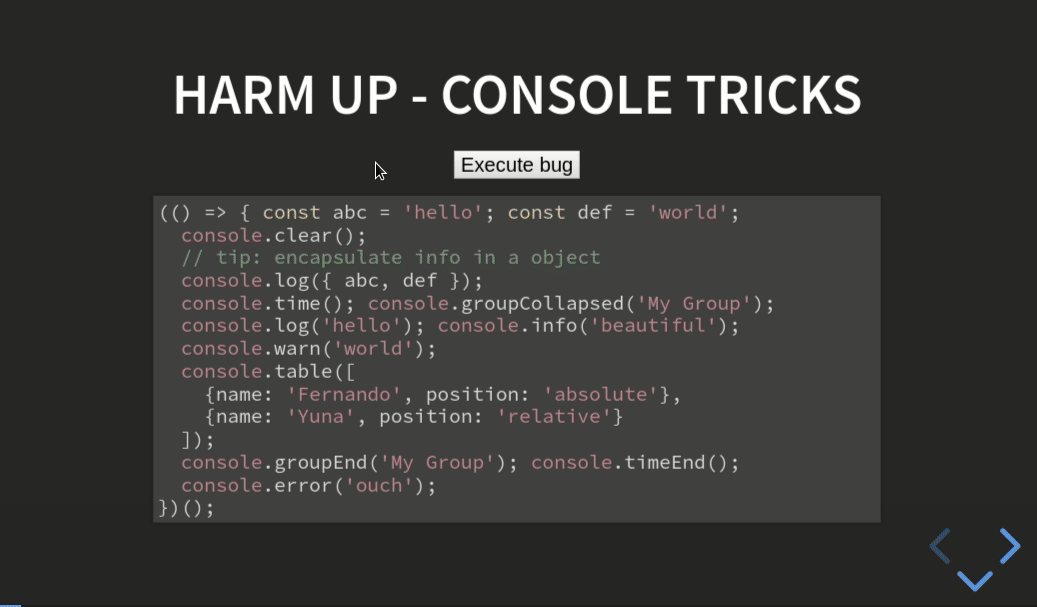 HARM UP - CONSOLE TRICKS
Execute bug
(() => { const abc = 'hello'; const def = 'world';
  console.clear();
  // tip: encapsulate info in a object
  console.log({ abc, def });
  console.time(); console.groupCollapsed('My Group');
  console.log('hello'); console.info('beautiful');
  console.warn('world');
  console.table([
    {name: 'Fernando', position: 'absolute'},
    {name: 'Yuna', position: 'relative'}
  ]);
  console.groupEnd('My Group'); console.timeEnd();
  console.error('ouch');
})();